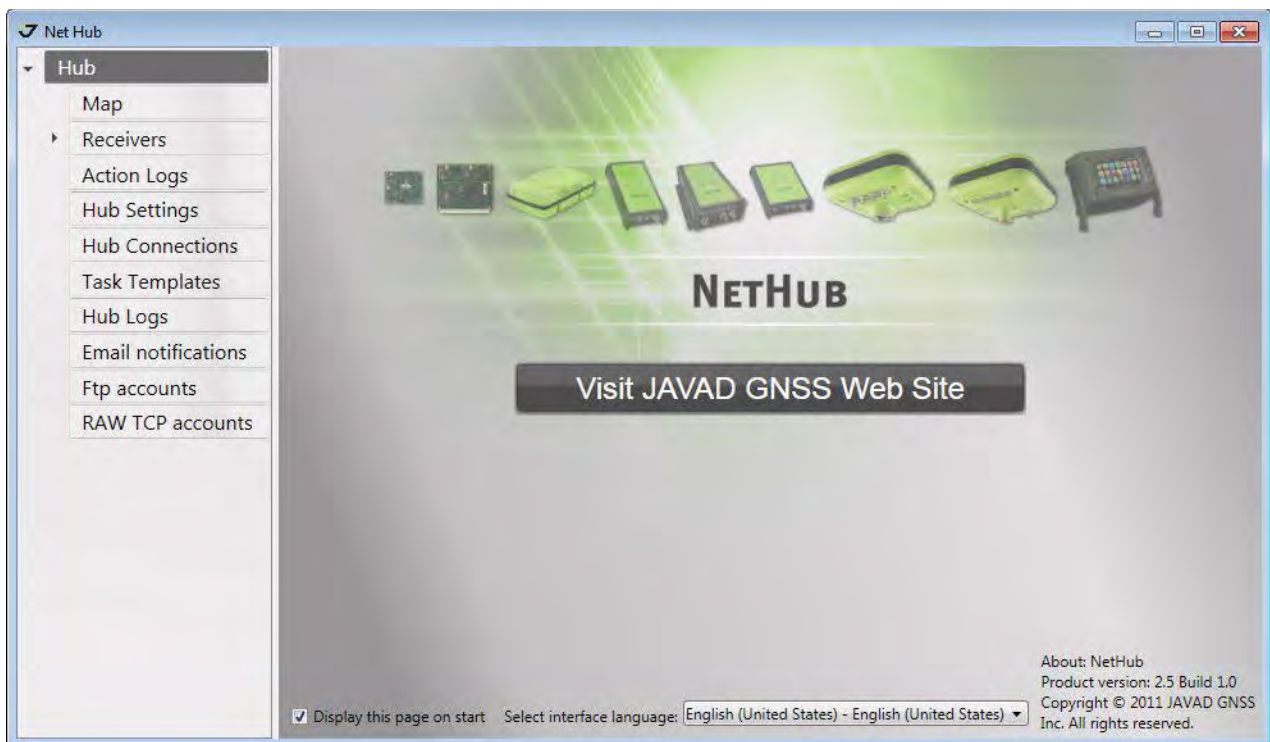 Net Hub
Hub
Map
Receivers
Action Logs
Hub Settings
Hub Connections
Task Templates
Hub Logs
Email notifications
Ftp accounts
RAW TCP accounts
NETHUB
Visit JAVAD GNSS Web Site
About: NetHub
Product version: 2.5 Build 1.0
Copyright © 2011 JAVAD GNSS
Inc. All rights reserved.
Display this page on start Select interface language: English (United States) - English (United States)